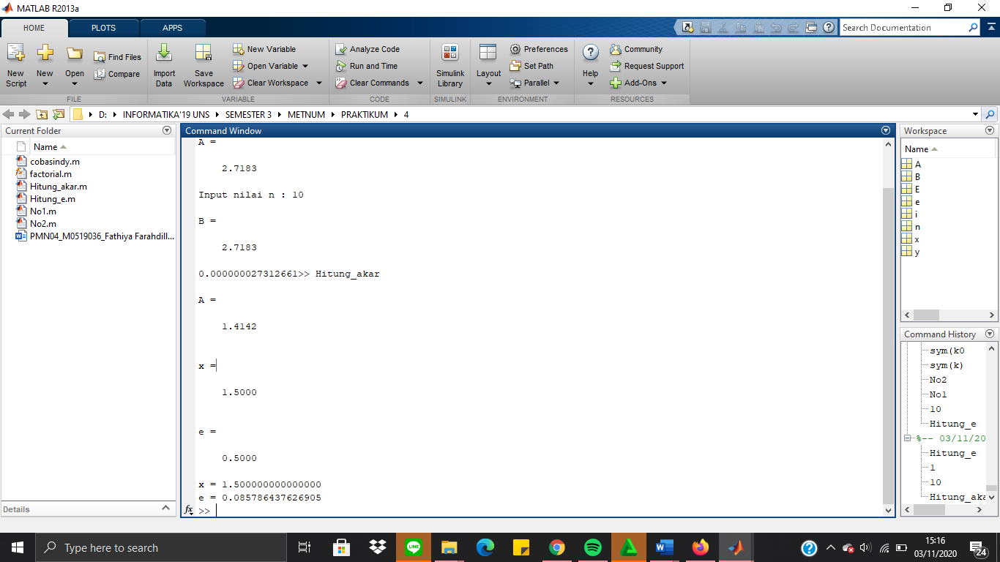 MATLAB R2013a
HOME PLOTS APPS
Search Documentation
New Script
New
Open
Find Files
Compare
Import Data
Save Workspace
New Variable
Open Variable
Clear Workspace
Analyze Code
Run and Time
Clear Commands
Simulink Library
Layout
Preferences
Set Path
Parallel
Help
Community
Request Support
Add-Ons
FILE VARIABLE CODE SIMULINK ENVIRONMENT RESOURCES
D: INFORMATIKA'19 UNS SEMESTER 3 METNUM PRAKTIKUM 4
Current Folder
Name
cobasindy.m
factorial.m
Hitung_akar.m
Hitung_e.m
No1.m
No2.m
PMN04_M0519036_Fathiya Farahdill...
Details
Command Window
A =
2.7183
Input nilai n : 10
B =
2.7183
0.000000027312661>> Hitung_akar
A =
1.4142
x =
1.5000
e =
0.5000
x = 1.500000000000000
e = 0.085786437626905
fx >>
Workspace
Name
A
B
E
e
i
n
x
y
Command History
sym(k0
sym(k)
No2
No1
10
Hitung_e
%-- 03/11/20
Hitung_e
1
10
Hitung_aka
Type here to search
LINE
15:16
03/11/2020
24